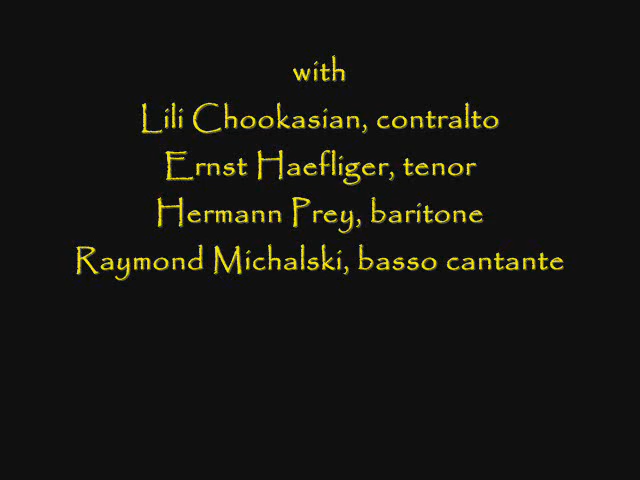 with
Lili Chookasian, contralto
Ernst Haefliger, tenor
Hermann Prey, baritone
Raymond Michalski, basso cantante